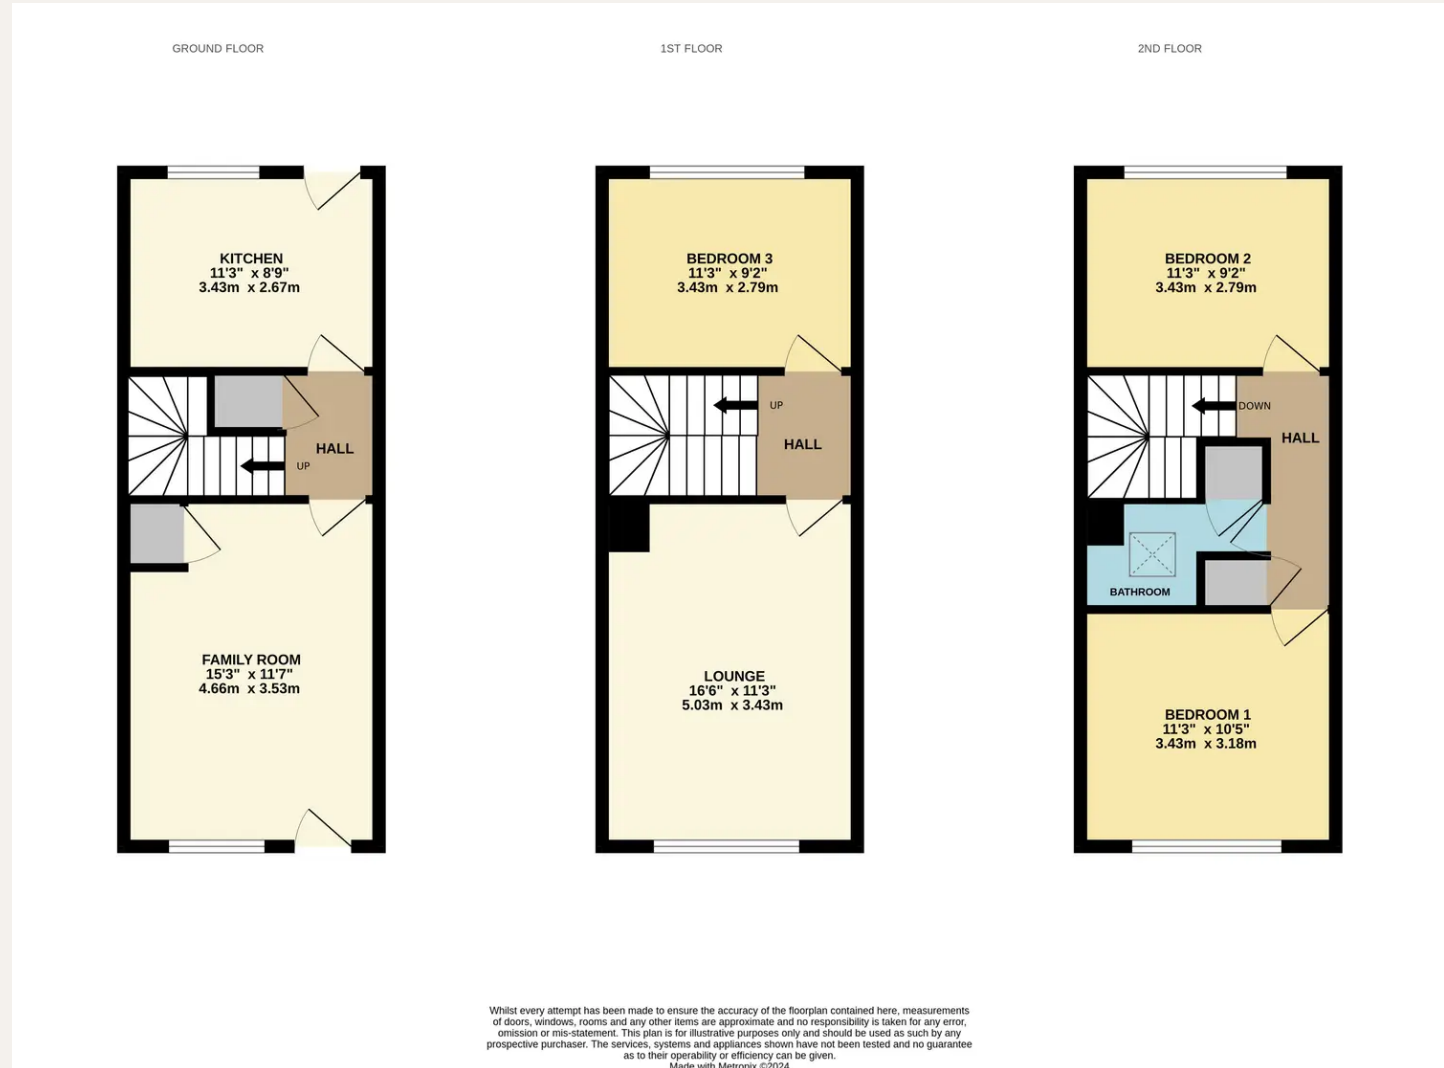 GROUND FLOOR
1ST FLOOR
2ND FLOOR
KITCHEN
11'3" x 8'9"
3.43m x 2.67m
HALL
UP
FAMILY ROOM
15'3" x 11'7"
4.66m x 3.53m
BEDROOM 3
11'3" x 9'2"
3.43m x 2.79m
UP
HALL
LOUNGE
16'6" x 11'3"
5.03m x 3.43m
BEDROOM 2
11'3" x 9'2"
3.43m x 2.79m
DOWN
HALL
BATHROOM
BEDROOM 1
11'3" x 10'5"
3.43m x 3.18m
Whilst every attempt has been made to ensure the accuracy of the floorplan contained here, measurements
of doors, windows, rooms and any other items are approximate and no responsibility is taken for any error,
omission or mis-statement. This plan is for illustrative purposes only and should be used as such by any
prospective purchaser. The services, systems and appliances shown have not been tested and no guarantee
as to their operability or efficiency can be given.
Made with Metropix ©2024